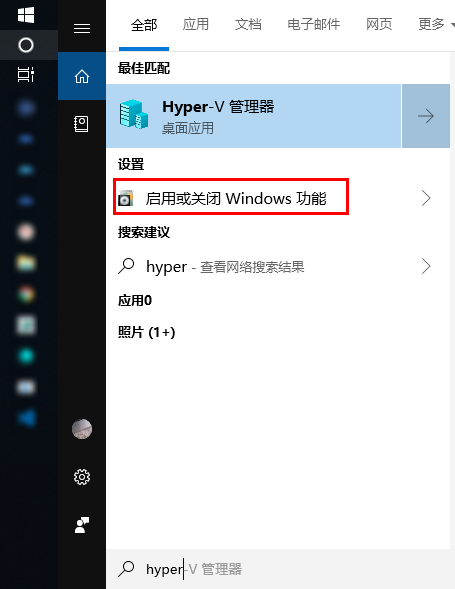 全部 应用 文档 电子邮件 网页 更多
最佳匹配
Hyper-V 管理器
桌面应用
设置
启用或关闭 Windows 功能
搜索建议
hyper - 查看网络搜索结果
应用0
照片 (1+)
hyper-V 管理器